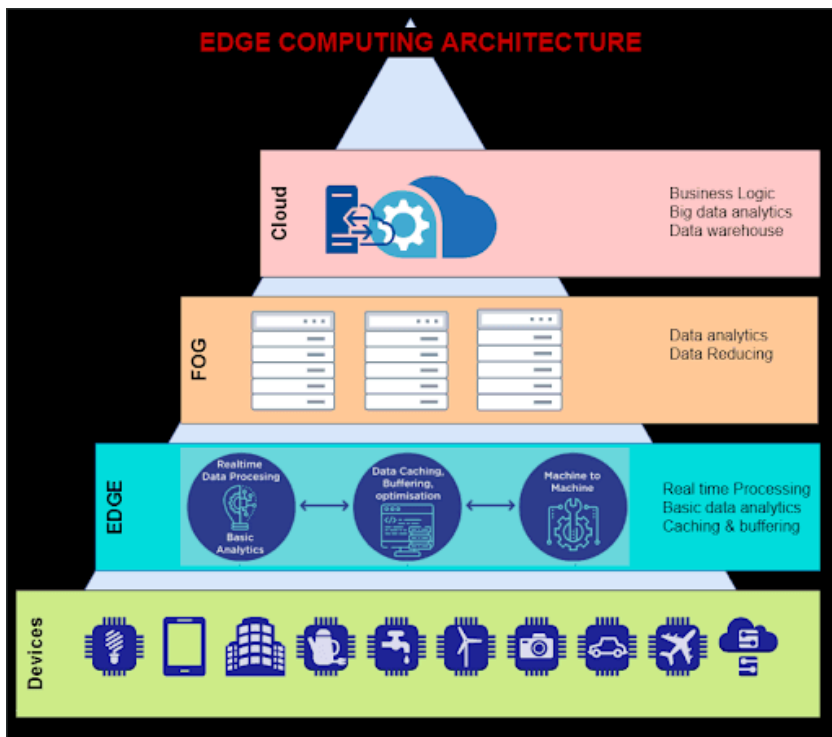 EDGE COMPUTING ARCHITECTURE
Cloud
Business Logic
Big data analytics
Data warehouse
FOG
Data analytics
Data Reducing
EDGE
Realtime
Data Procesing
Basic
Analytics
Data Caching,
Buffering,
optimisation
Machine to
Machine
Real time Processing
Basic data analytics
Caching & buffering
Devices